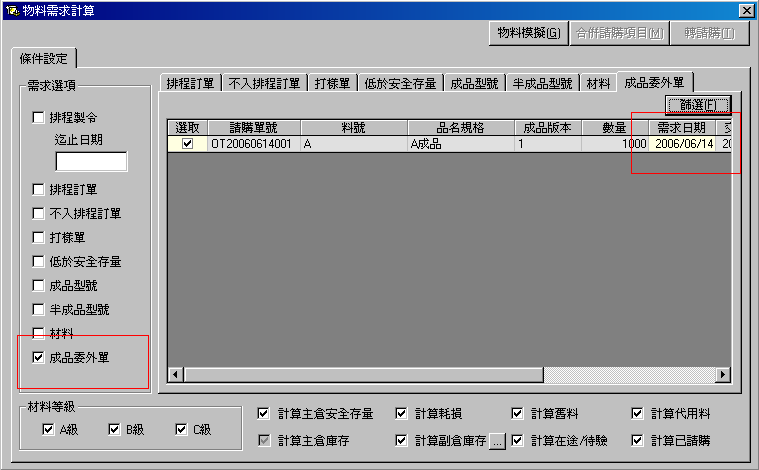 物料需求計算
物料模擬(G) 合併請購項目(M) 轉請購(T)
條件設定
需求選項
排程製令
迄止日期
排程訂單
不入排程訂單
打樣單
低於安全存量
成品型號
半成品型號
材料
成品委外單
排程訂單 不入排程訂單 打樣單 低於安全存量 成品型號 半成品型號 材料 成品委外單
篩選(F)
選取 請購單號 料號 品名規格 成品版本 數量 需求日期
OT20060614001 A A成品 1 1000 2006/06/14 20
材料等級
A級 B級 C級
計算主倉安全存量 計算耗損 計算舊料 計算代用料
計算主倉庫存 計算副倉庫存 ... 計算在途/待驗 計算已請購